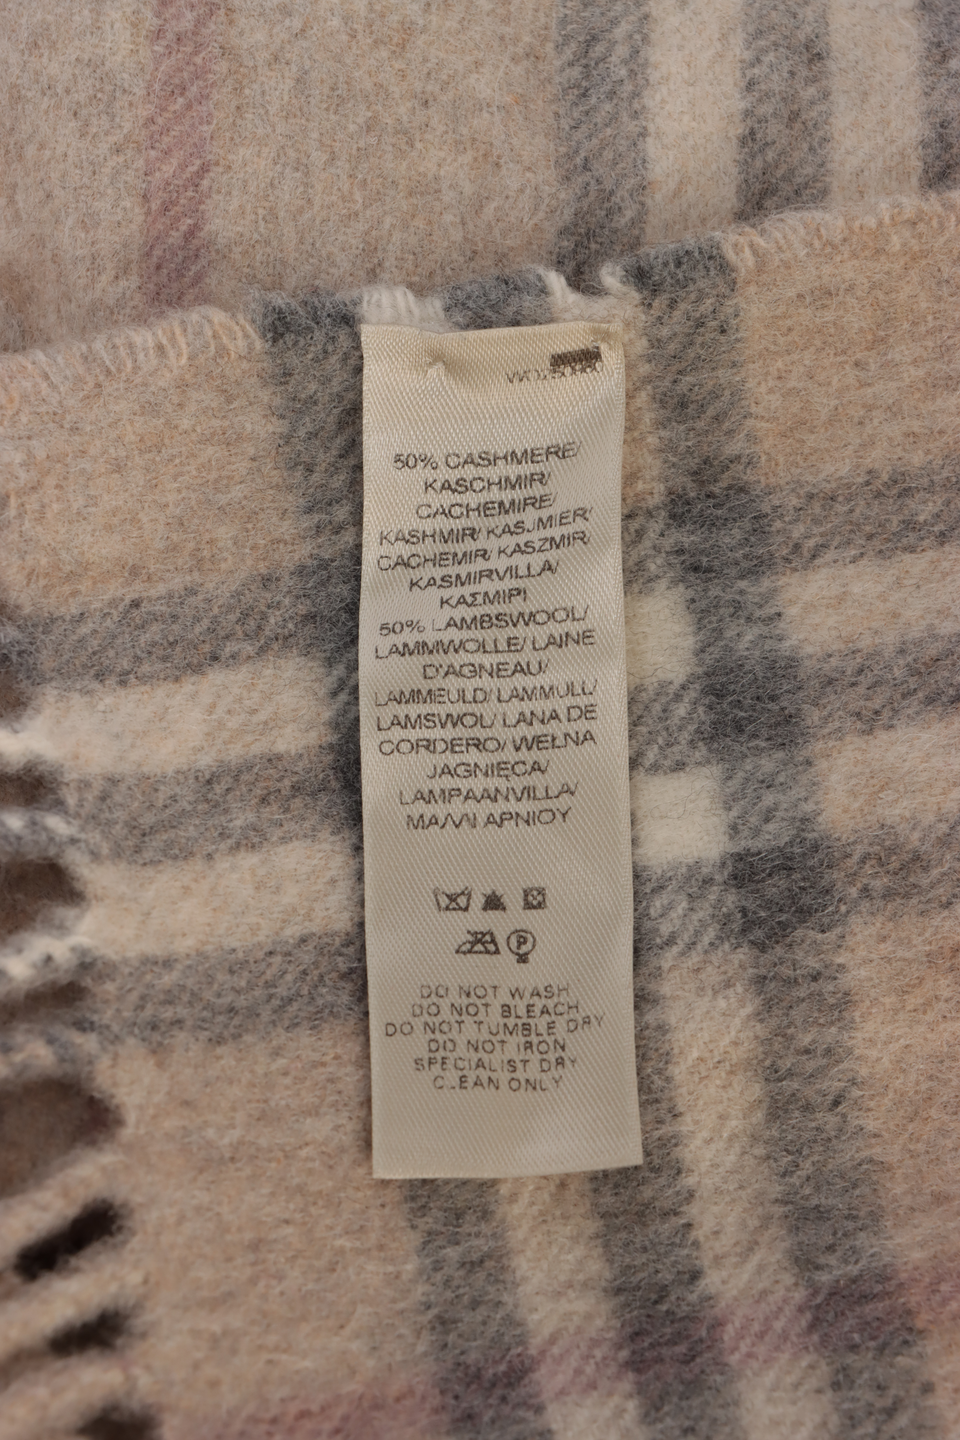 50% CASHMERE/
KASCHMIR/
CACHEMIRE/
KASHMIR/ KASJMIER/
CACHEMIR/ KASZMIR/
KASMIRVILLA/
ΚΑΣΜΙΡΙ
50% LAMBSWOOL/
LAMMWOLLE/ LAINE
D'AGNEAU/
LAMMEULD/ LAMMULL/
LAMSWOL/ LANA DE
CORDERO/ WEŁNA
JAGNIĘCA/
LAMPAANVILLA/
ΜΑΛΛΙ ΑΡΝΙΟΥ
P
DO NOT WASH
DO NOT BLEACH
DO NOT TUMBLE DRY
DO NOT IRON
SPECIALIST DRY
CLEAN ONLY